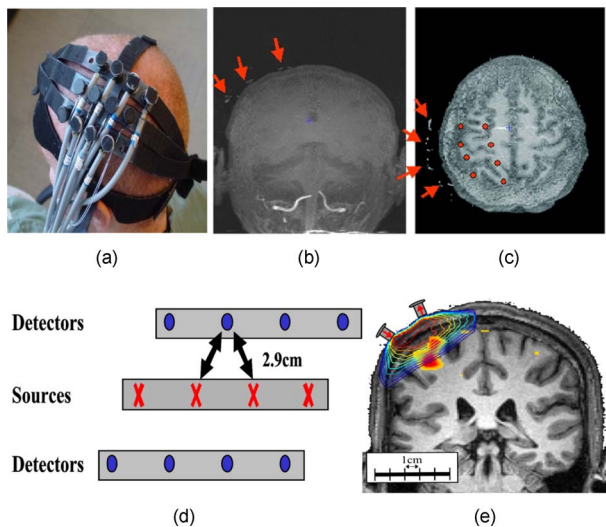 (a)
(b)
(c)
Detectors
2.9cm
Sources
Detectors
1cm
(d)
(e)